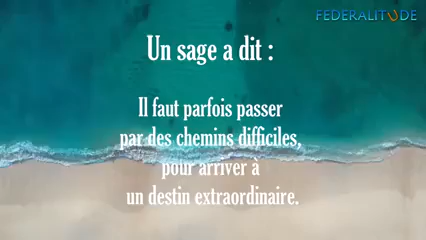 FEDERALITUDE
Un sage a dit :
Il faut parfois passer
par des chemins difficiles,
pour arriver à
un destin extraordinaire.